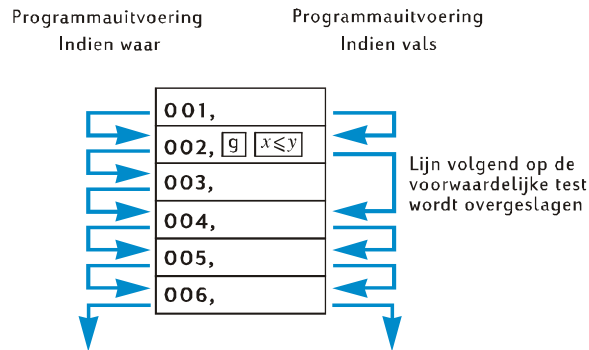 Programmauitvoering
Indien waar
Programmauitvoering
Indien vals
001,
002, g x⩽y
003,
004,
005,
006,
Lijn volgend op de
voorwaardelijke test
wordt overgeslagen